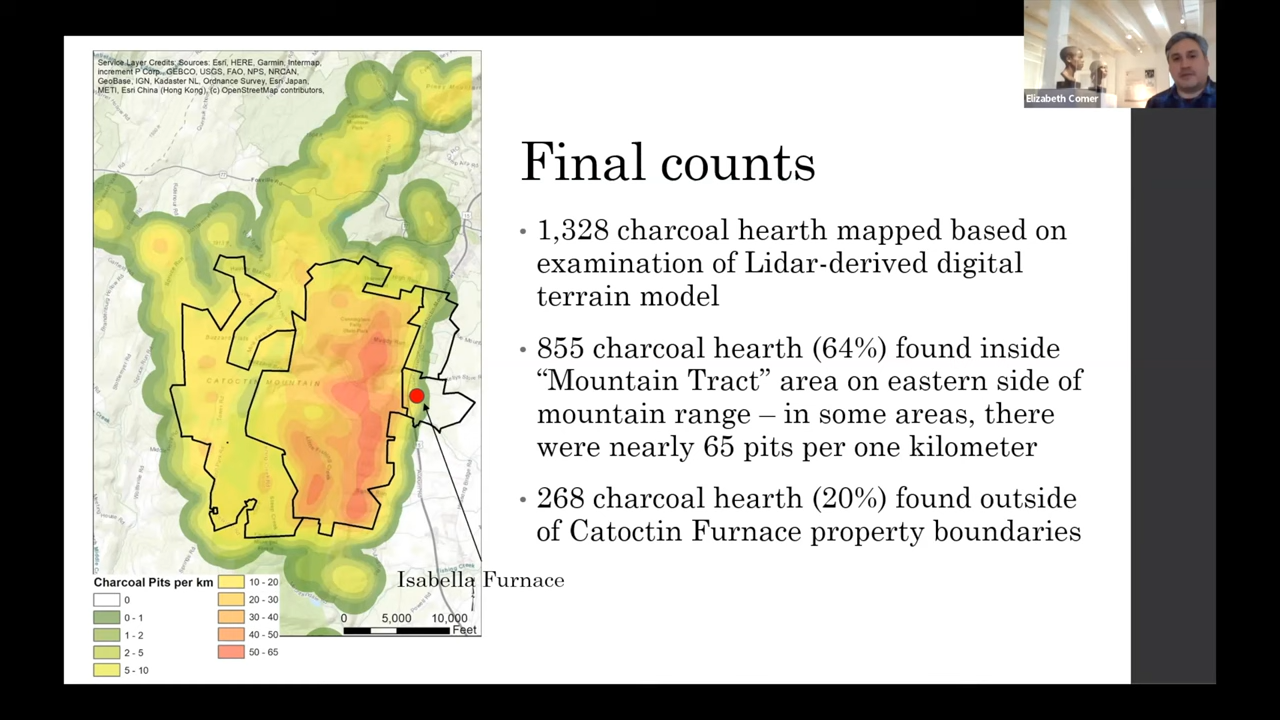 Service Layer Credits: Sources: Esri, HERE, Garmin, Intermap,
increment P Corp., GEBCO, USGS, FAO, NPS, NRCAN,
GeoBase, IGN, Kadaster NL, Ordnance Survey, Esri Japan,
METI, Esri China (Hong Kong), (c) OpenStreetMap contributors,
Elizabeth Comer
Final counts
• 1,328 charcoal hearth mapped based on
examination of Lidar-derived digital
terrain model
• 855 charcoal hearth (64%) found inside
“Mountain Tract” area on eastern side of
mountain range – in some areas, there
were nearly 65 pits per one kilometer
• 268 charcoal hearth (20%) found outside
of Catoctin Furnace property boundaries
CATOCTIN MOUNTAIN
Isabella Furnace
Charcoal Pits per km
0
0 - 1
1 - 2
2 - 5
5 - 10
10 - 20
20 - 30
30 - 40
40 - 50
50 - 65
0 5,000 10,000
Feet